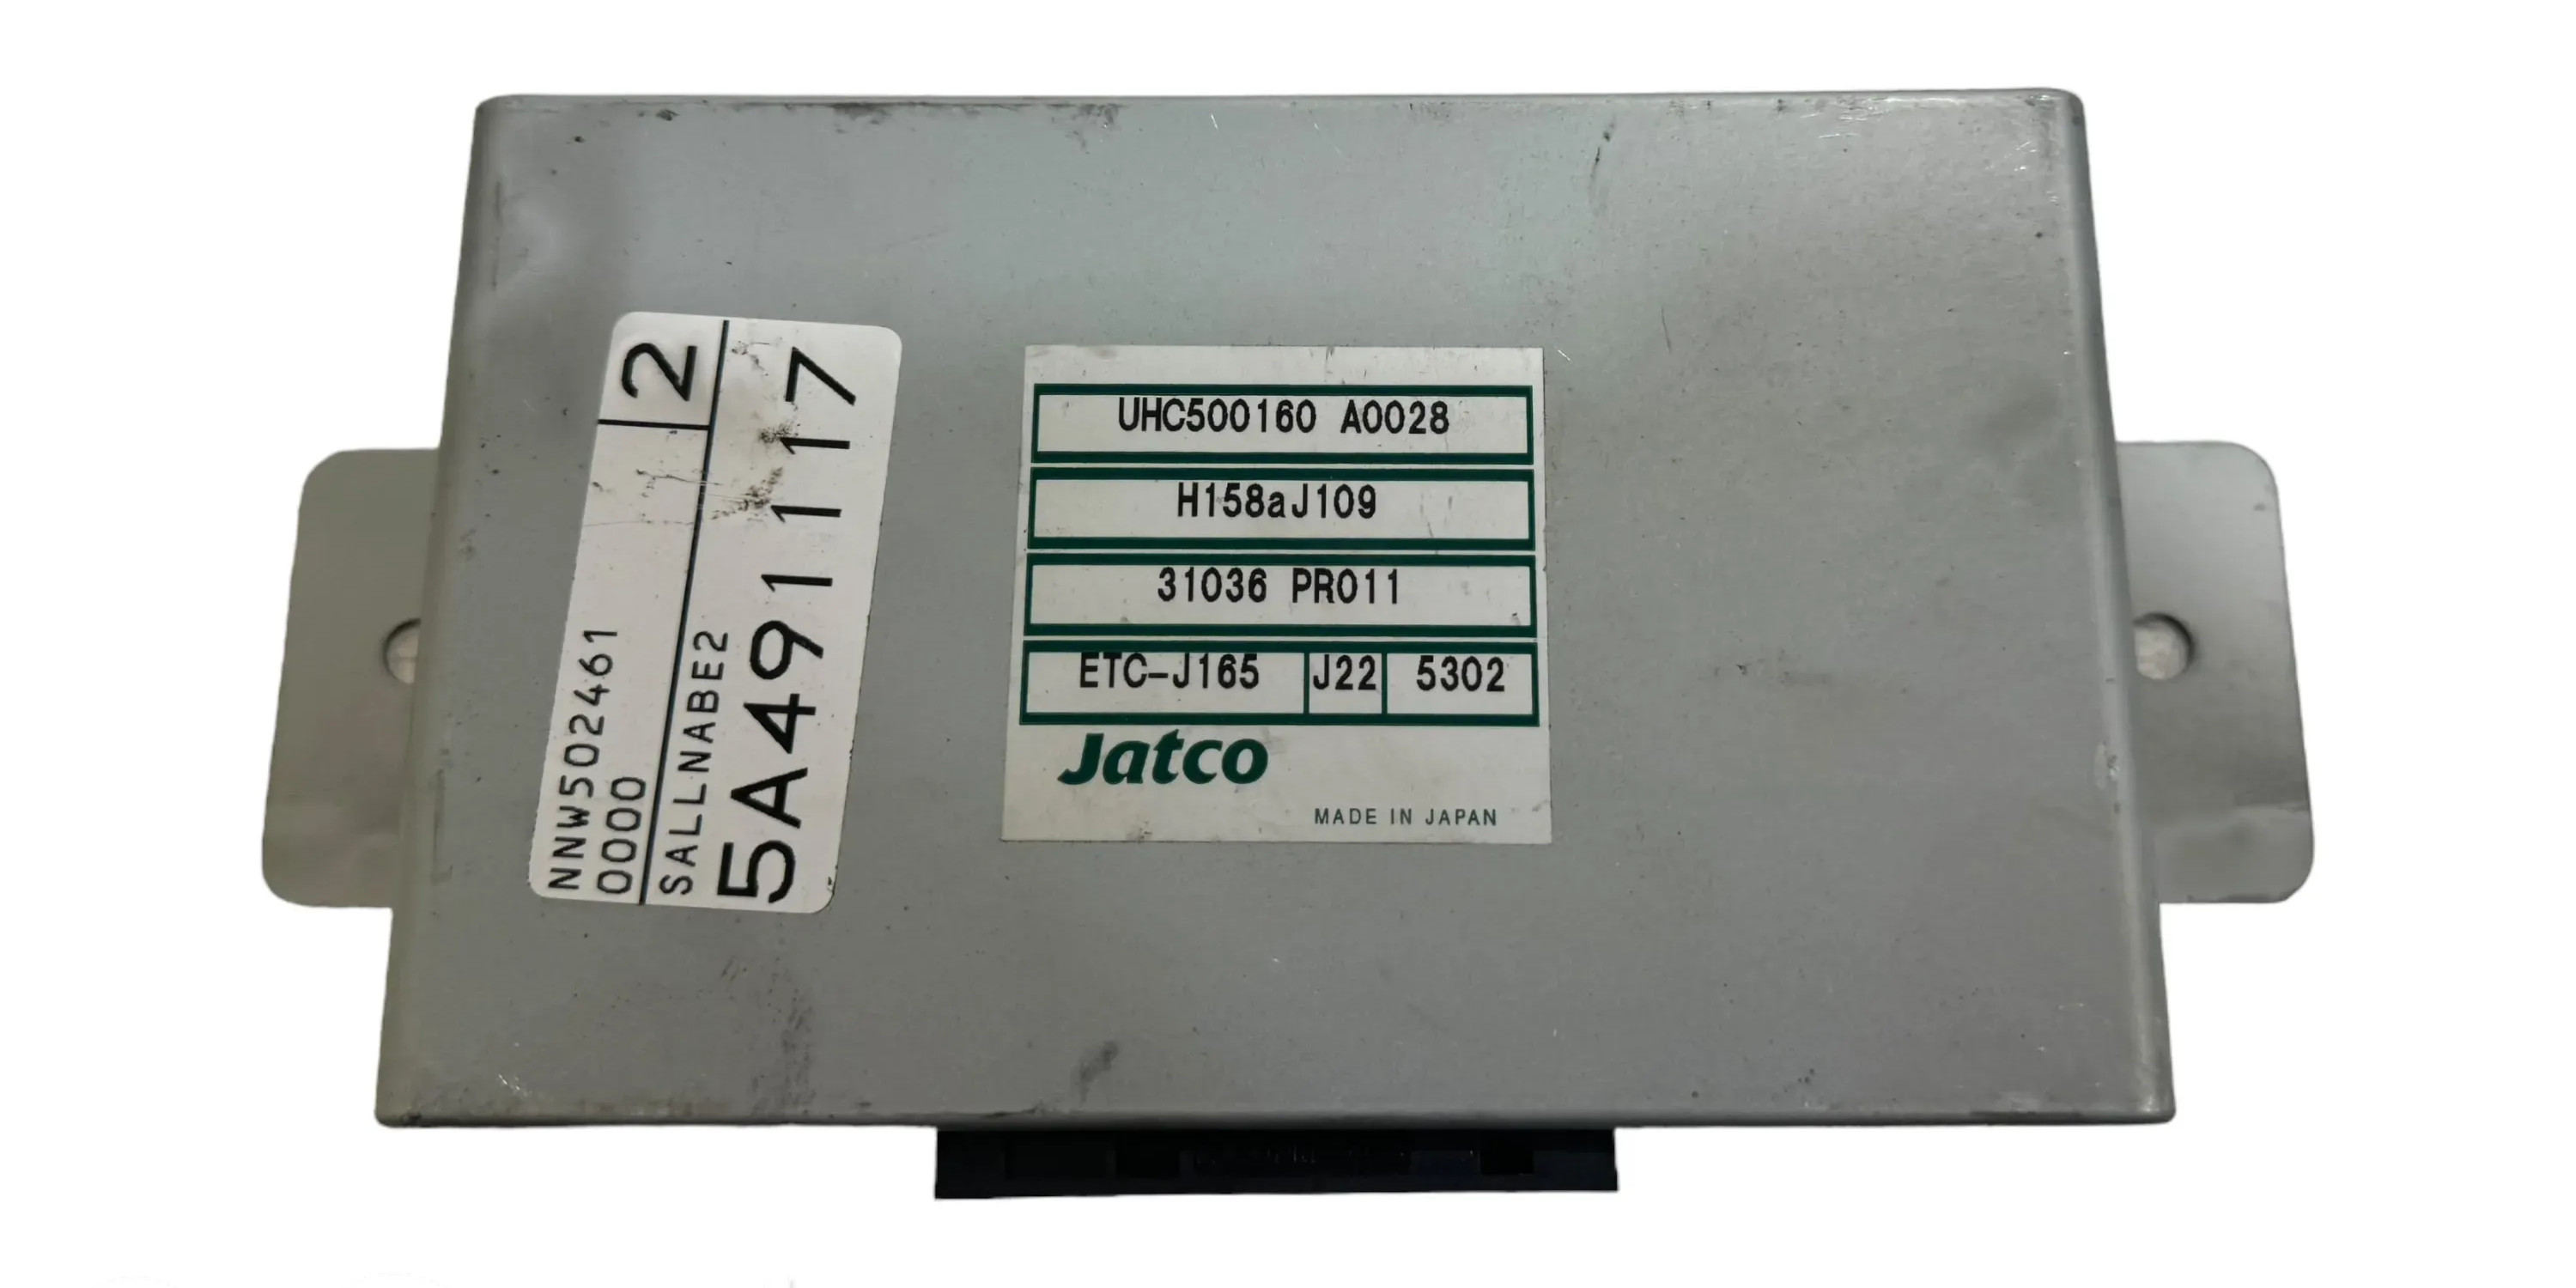 2
NNW502461
0000
SALLNABE2
5A491117
UHC500160 A0028
H158aJ109
31036 PR011
ETC-J165 J22 5302
Jatco
MADE IN JAPAN